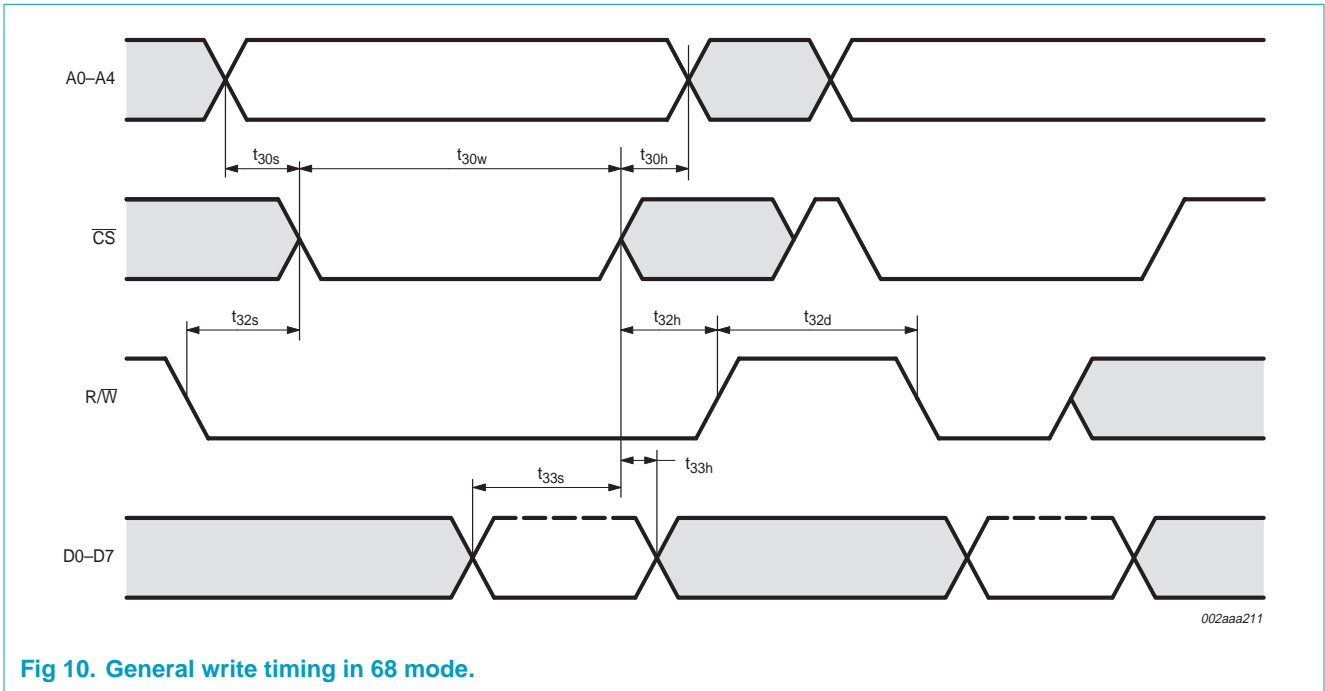 A0–A4
t30s
t30w
t30h
C̅S̅
t32s
t32h
t32d
R/W̅
t33s
t33h
D0–D7
002aaa211
Fig 10. General write timing in 68 mode.